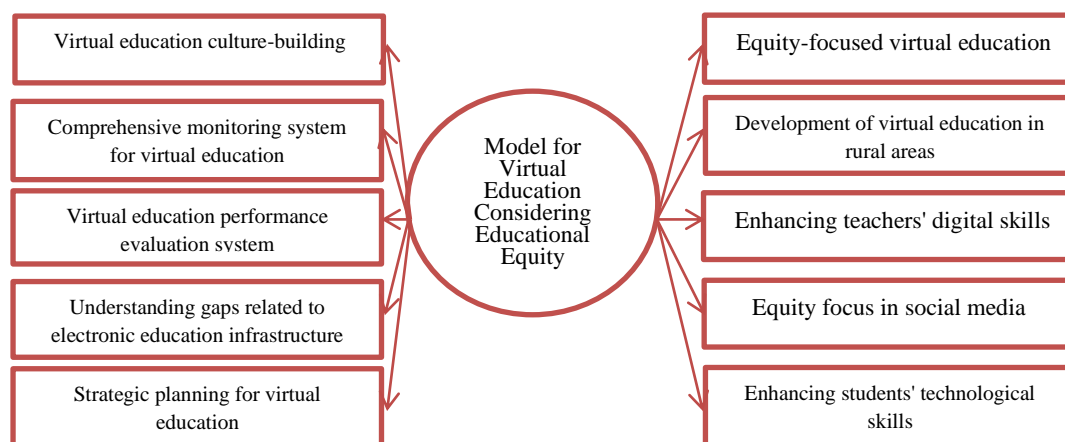 Virtual education culture-building
Comprehensive monitoring system
for virtual education
Virtual education performance
evaluation system
Understanding gaps related to
electronic education infrastructure
Strategic planning for virtual
education
Model for
Virtual
Education
Considering
Educational
Equity
Equity-focused virtual education
Development of virtual education in
rural areas
Enhancing teachers' digital skills
Equity focus in social media
Enhancing students' technological
skills